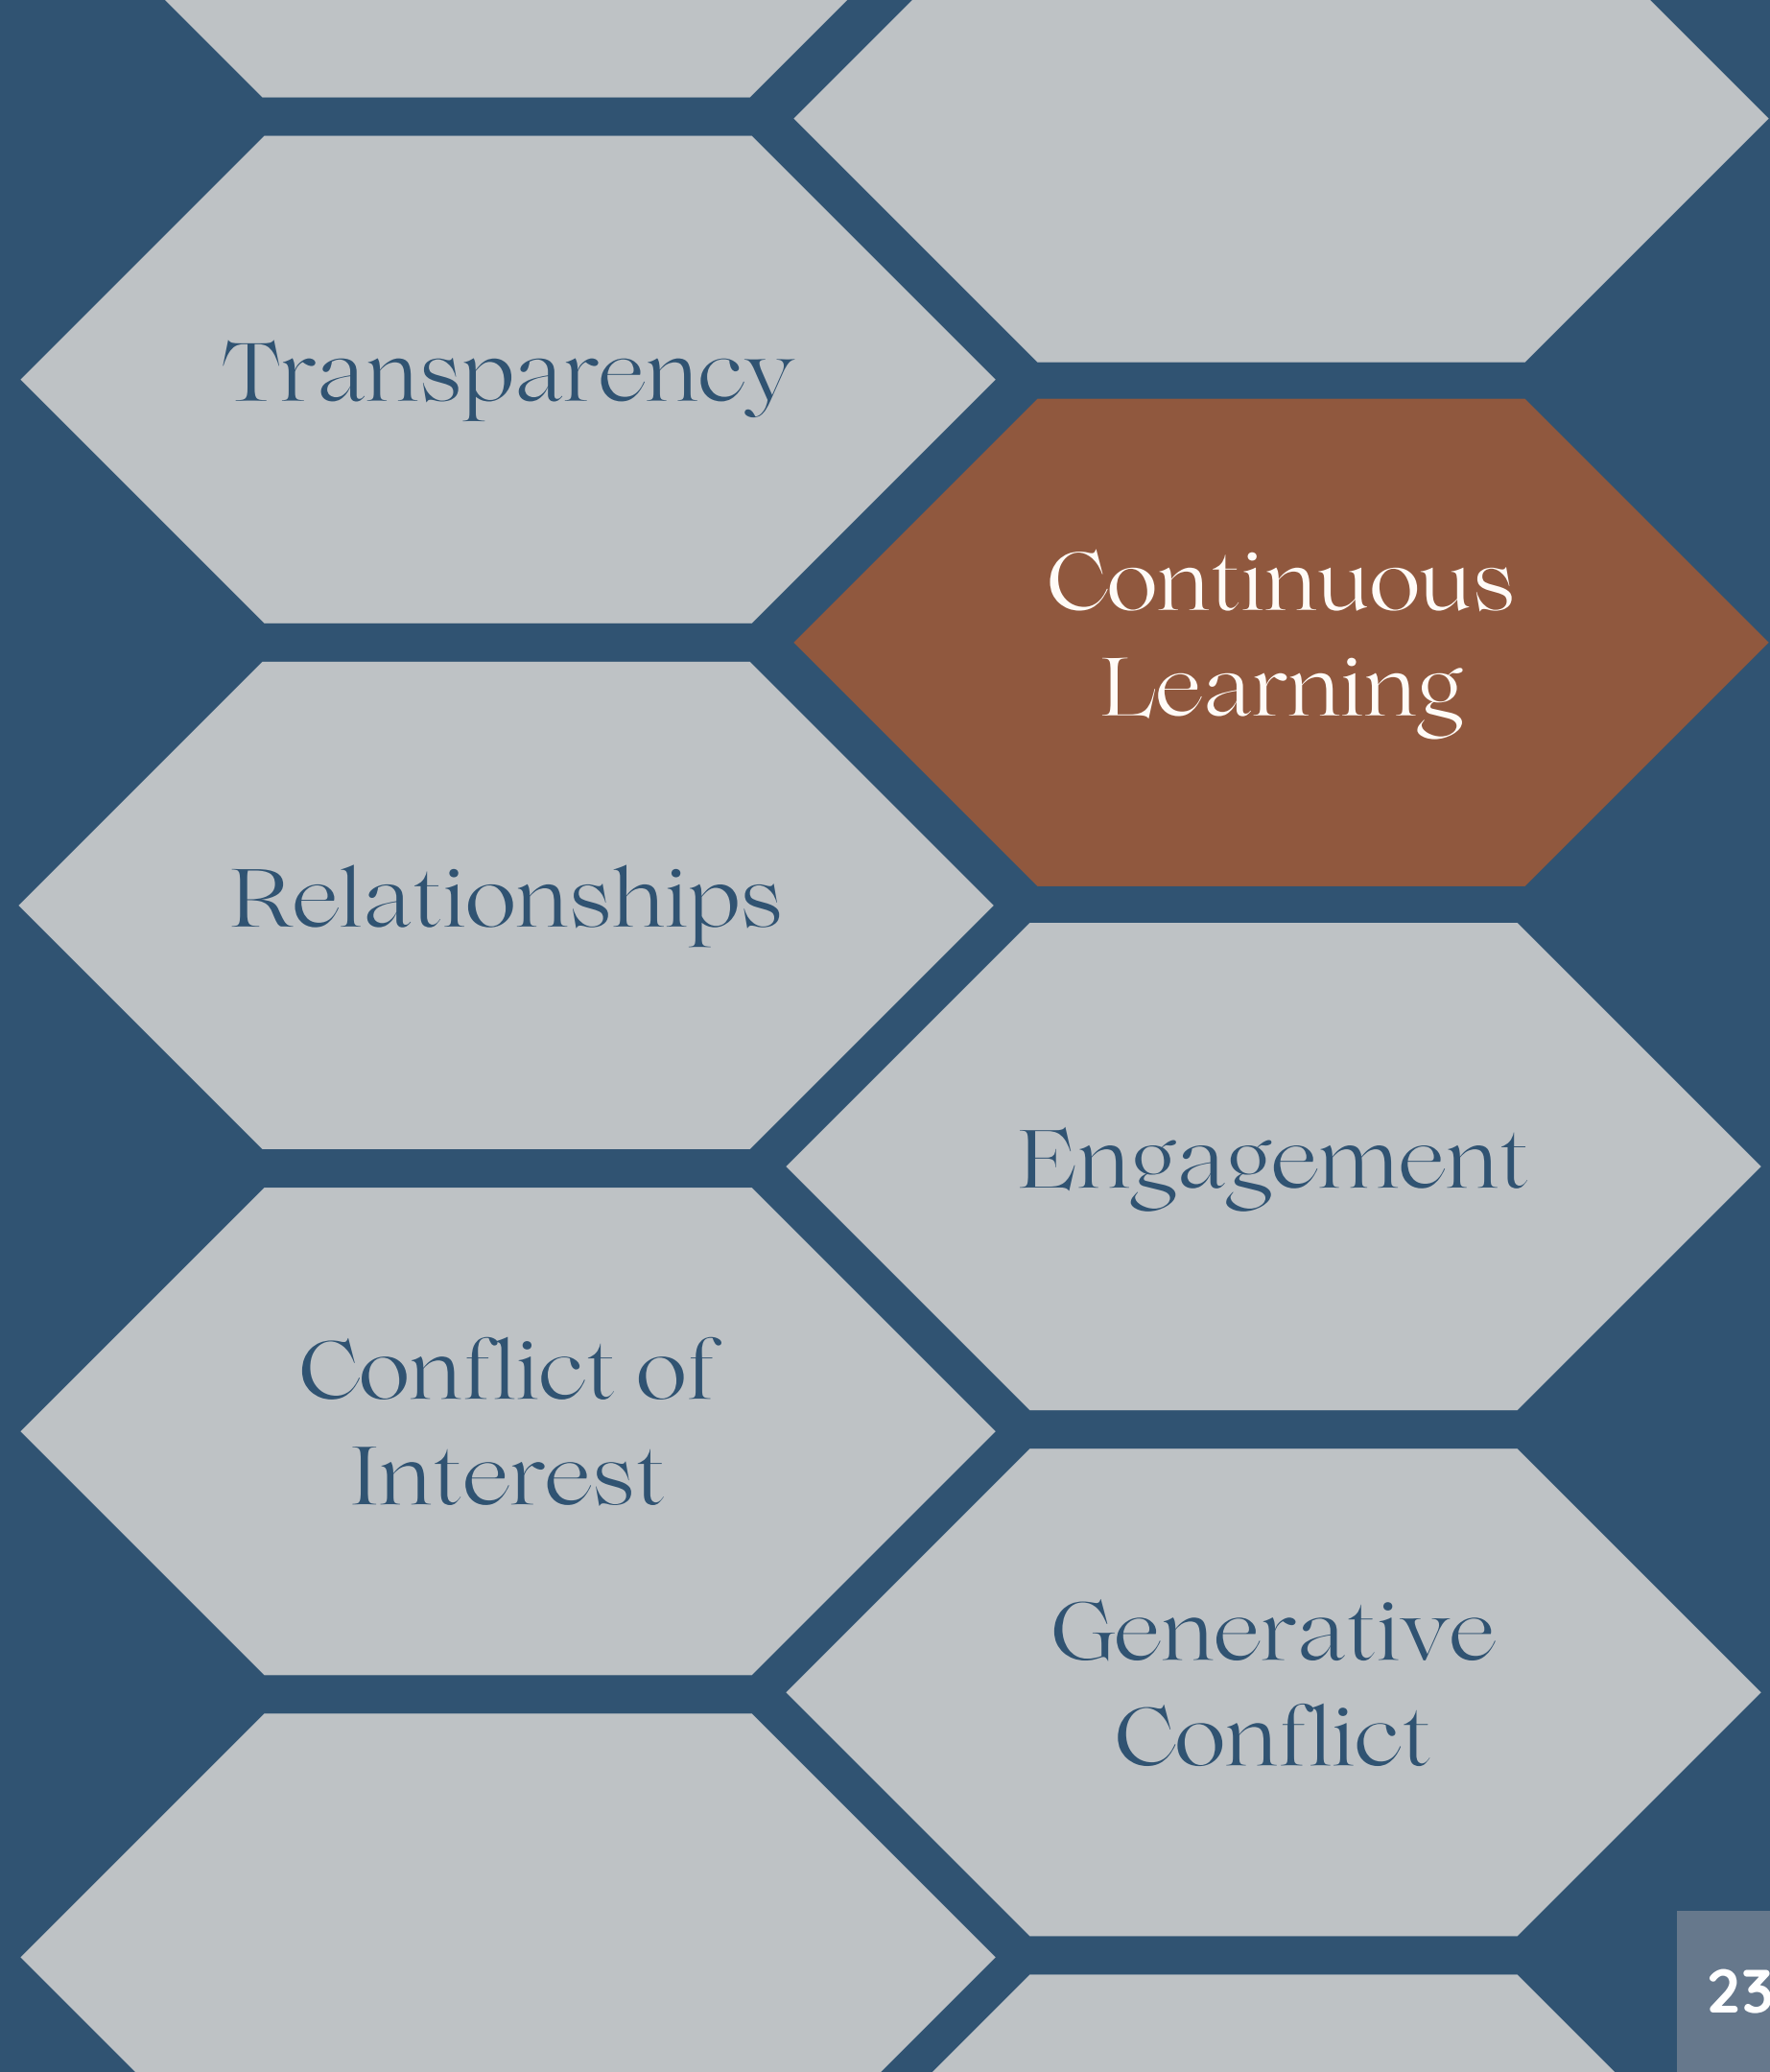 Transparency
Continuous
Learning
Relationships
Engagement
Conflict of
Interest
Generative
Conflict
23